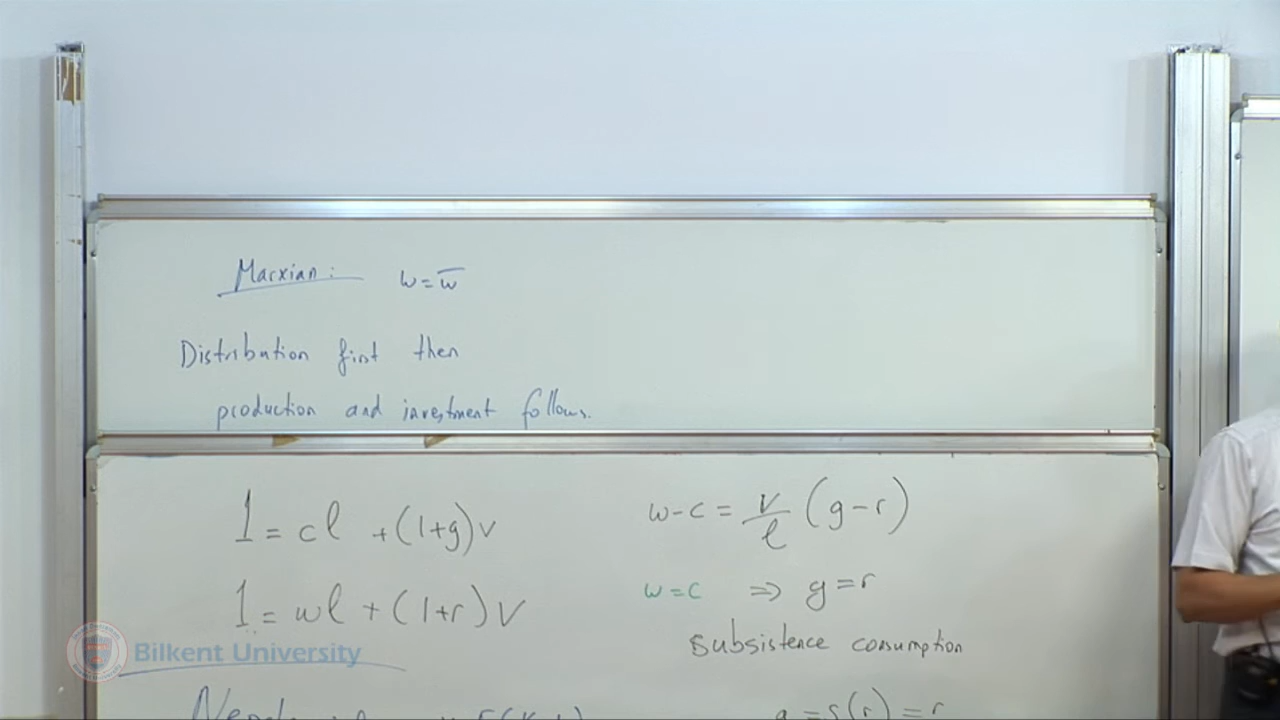 Marxian: w = w̅
Distribution first then
production and investment follows.
1 = cl + (1+g)v
1 = wl + (1+r)v
w-c = v/l (g-r)
w=c ⇒ g=r
subsistence consumption
g = s(r) = r
Bilkent University